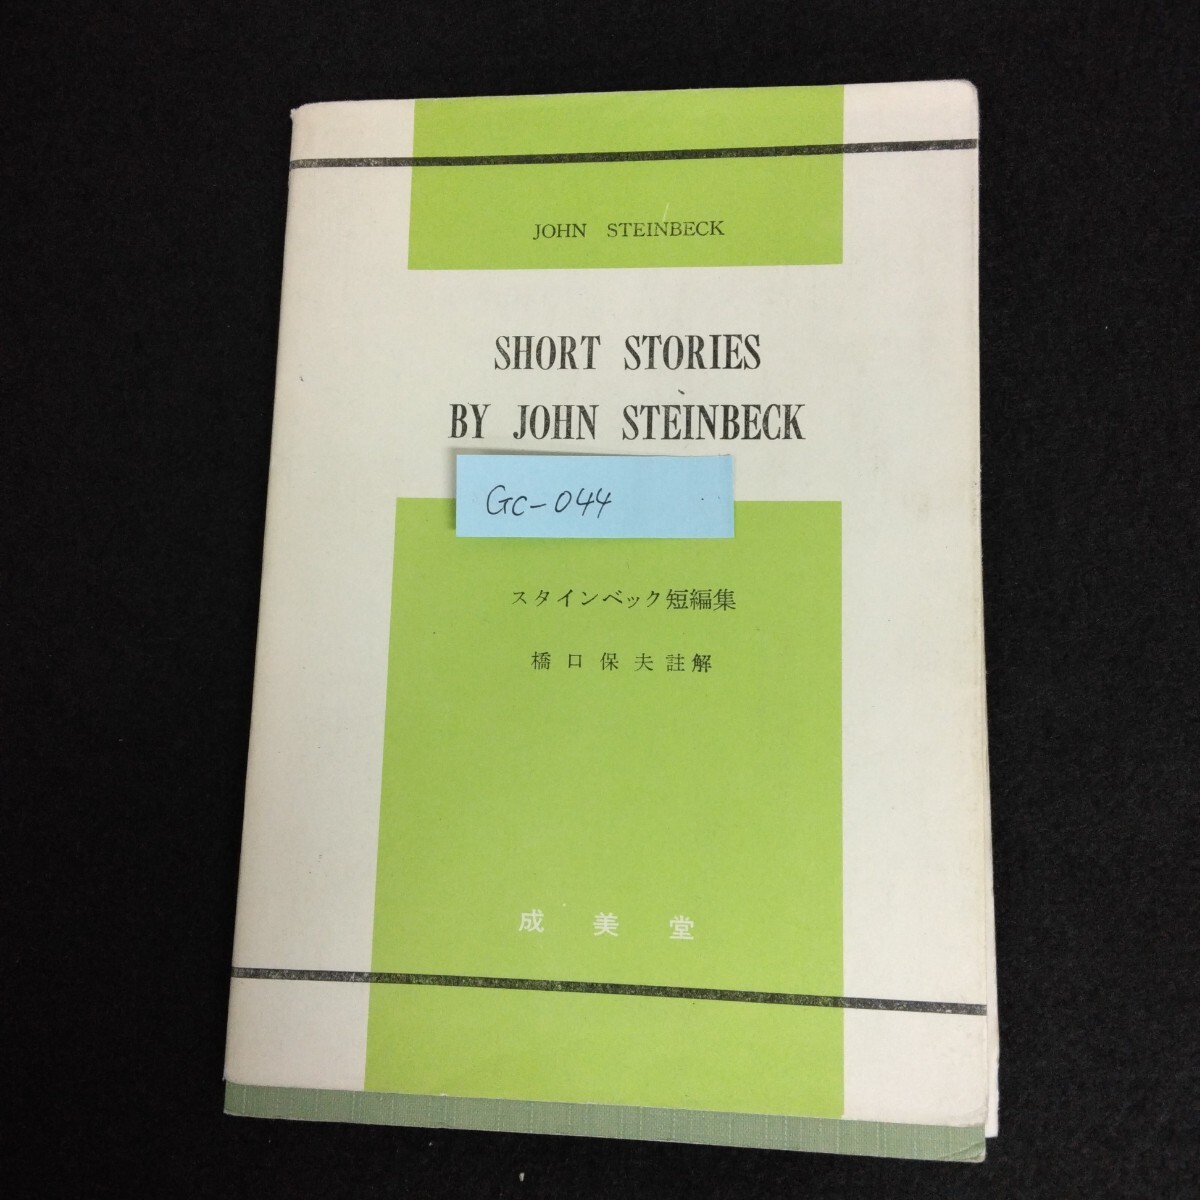 JOHN STEINBECK
SHORT STORIES
BY JOHN STEINBECK
Gc-044
スタインベック短編集
橋口保夫註解
成美堂